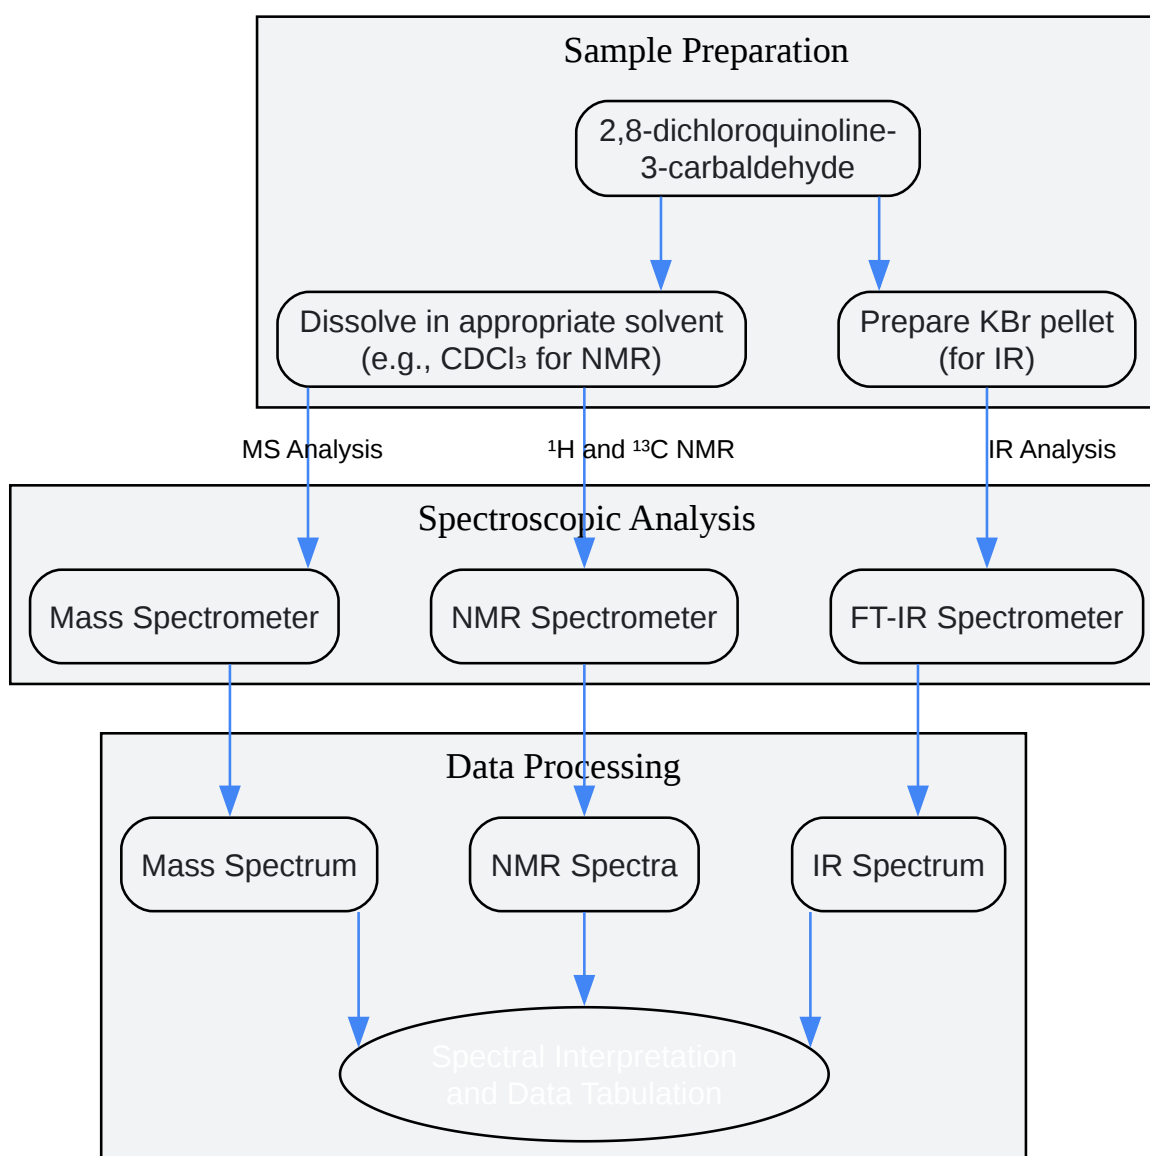 Sample Preparation
2,8-dichloroquinoline-
3-carbaldehyde
Dissolve in appropriate solvent
(e.g., CDCl₃ for NMR)
Prepare KBr pellet
(for IR)
MS Analysis
¹H and ¹³C NMR
IR Analysis
Spectroscopic Analysis
Mass Spectrometer
NMR Spectrometer
FT-IR Spectrometer
Data Processing
Mass Spectrum
NMR Spectra
IR Spectrum
Spectral Interpretation
and Data Tabulation